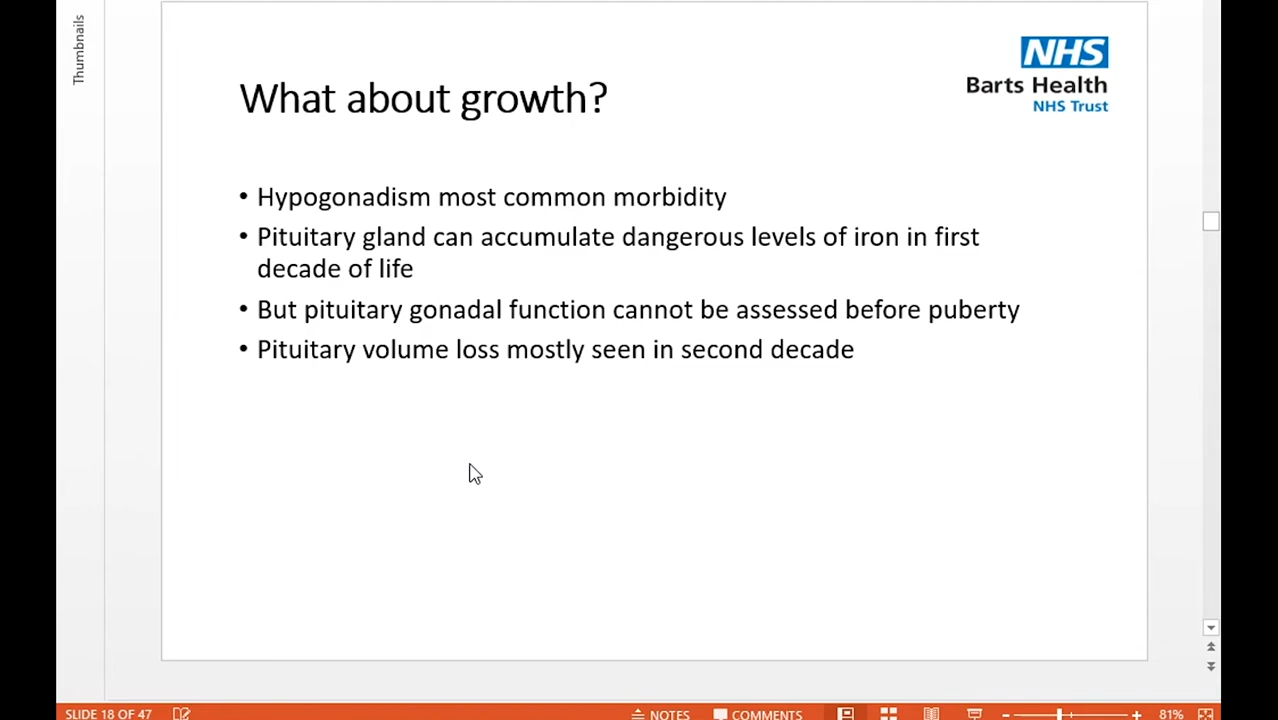 Thumbnails
NHS
Barts Health
NHS Trust
What about growth?
• Hypogonadism most common morbidity
• Pituitary gland can accumulate dangerous levels of iron in first
decade of life
• But pituitary gonadal function cannot be assessed before puberty
• Pituitary volume loss mostly seen in second decade
SLIDE 18 OF 47
NOTES
COMMENTS
81%